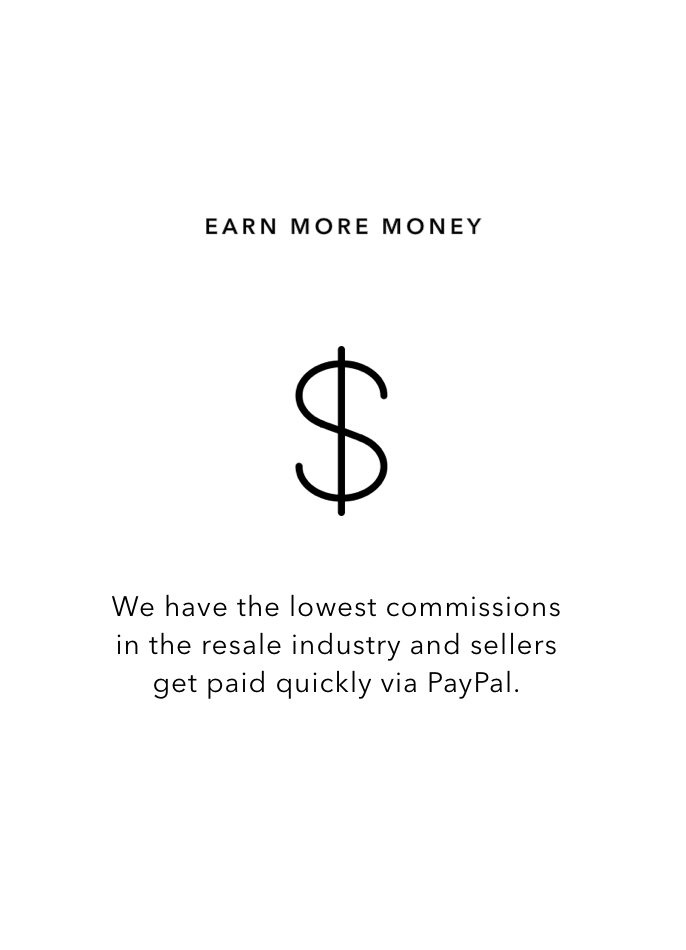 EARN MORE MONEY
$
We have the lowest commissions
in the resale industry and sellers
get paid quickly via PayPal.